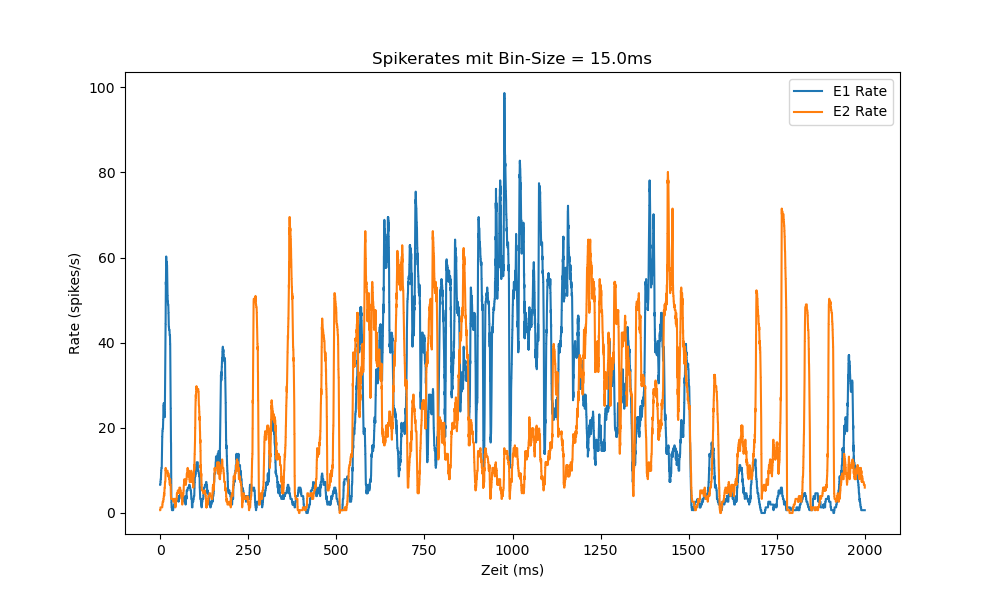 Spikerates mit Bin-Size = 15.0ms
E1 Rate
E2 Rate
100
80
60
40
20
0
Rate (spikes/s)
0 250 500 750 1000 1250 1500 1750 2000
Zeit (ms)